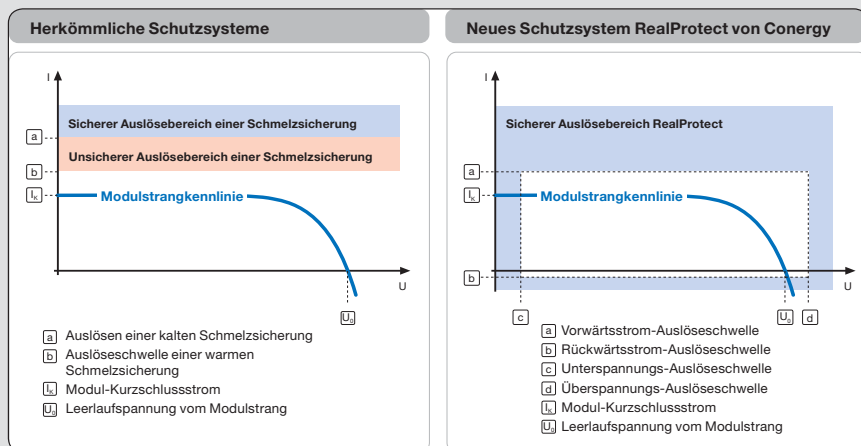 Herkömmliche Schutzsysteme
I
Sicherer Auslösebereich einer Schmelzsicherung
a
Unsicherer Auslösebereich einer Schmelzsicherung
b
Iₖ
Modulstrangkennlinie
U
U₀
a Auslösen einer kalten Schmelzsicherung
b Auslöseschwelle einer warmen
Schmelzsicherung
Iₖ Modul-Kurzschlussstrom
U₀ Leerlaufspannung vom Modulstrang
Neues Schutzsystem RealProtect von Conergy
I
Sicherer Auslösebereich RealProtect
a
Iₖ
Modulstrangkennlinie
b
U
c
U₀
d
a Vorwärtsstrom-Auslöseschwelle
b Rückwärtsstrom-Auslöseschwelle
c Unterspannungs-Auslöseschwelle
d Überspannungs-Auslöseschwelle
Iₖ Modul-Kurzschlussstrom
U₀ Leerlaufspannung vom Modulstrang